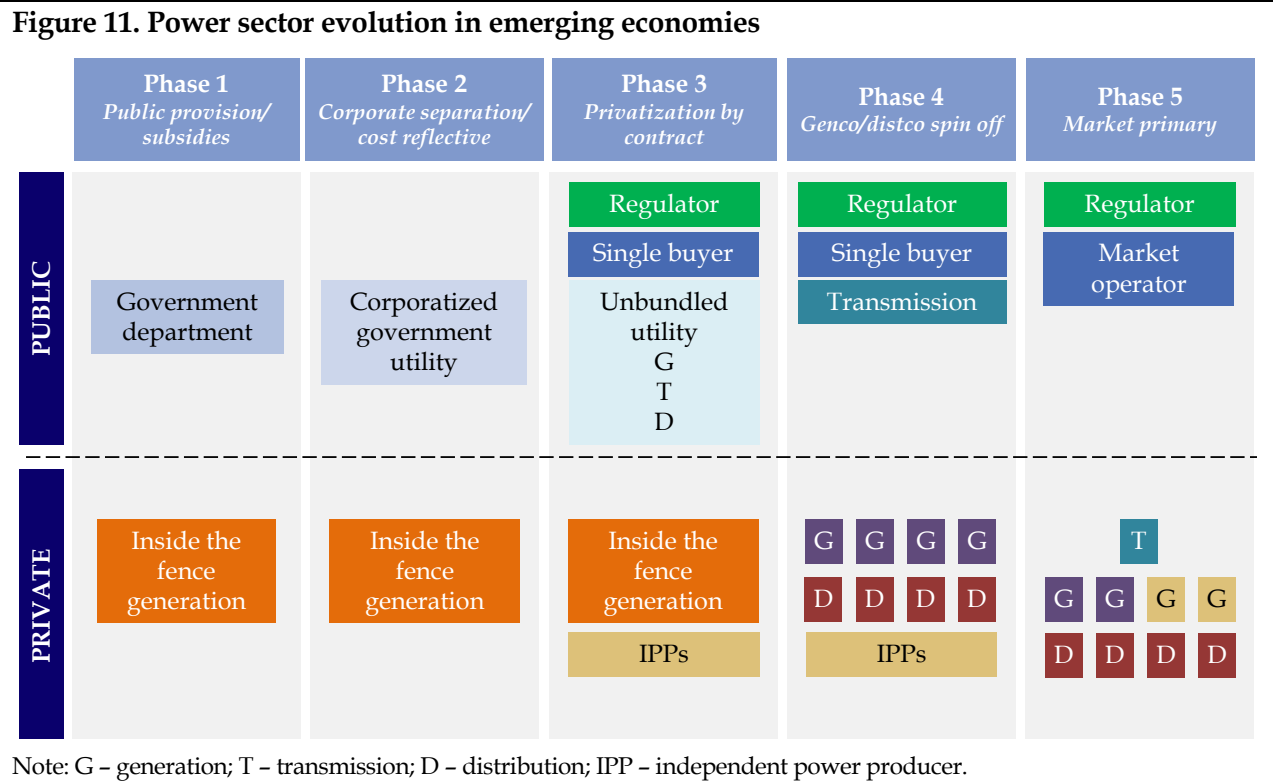 Figure 11. Power sector evolution in emerging economies
Phase 1
Public provision/
subsidies
Phase 2
Corporate separation/
cost reflective
Phase 3
Privatization by
contract
Phase 4
Genco/distco spin off
Phase 5
Market primary
PUBLIC
Government
department
Corporatized
government
utility
Regulator
Single buyer
Unbundled
utility
G
T
D
Regulator
Single buyer
Transmission
Regulator
Market
operator
PRIVATE
Inside the
fence
generation
Inside the
fence
generation
Inside the
fence
generation
IPPs
G G G G
D D D D
IPPs
T
G G G G
D D D D
Note: G – generation; T – transmission; D – distribution; IPP – independent power producer.